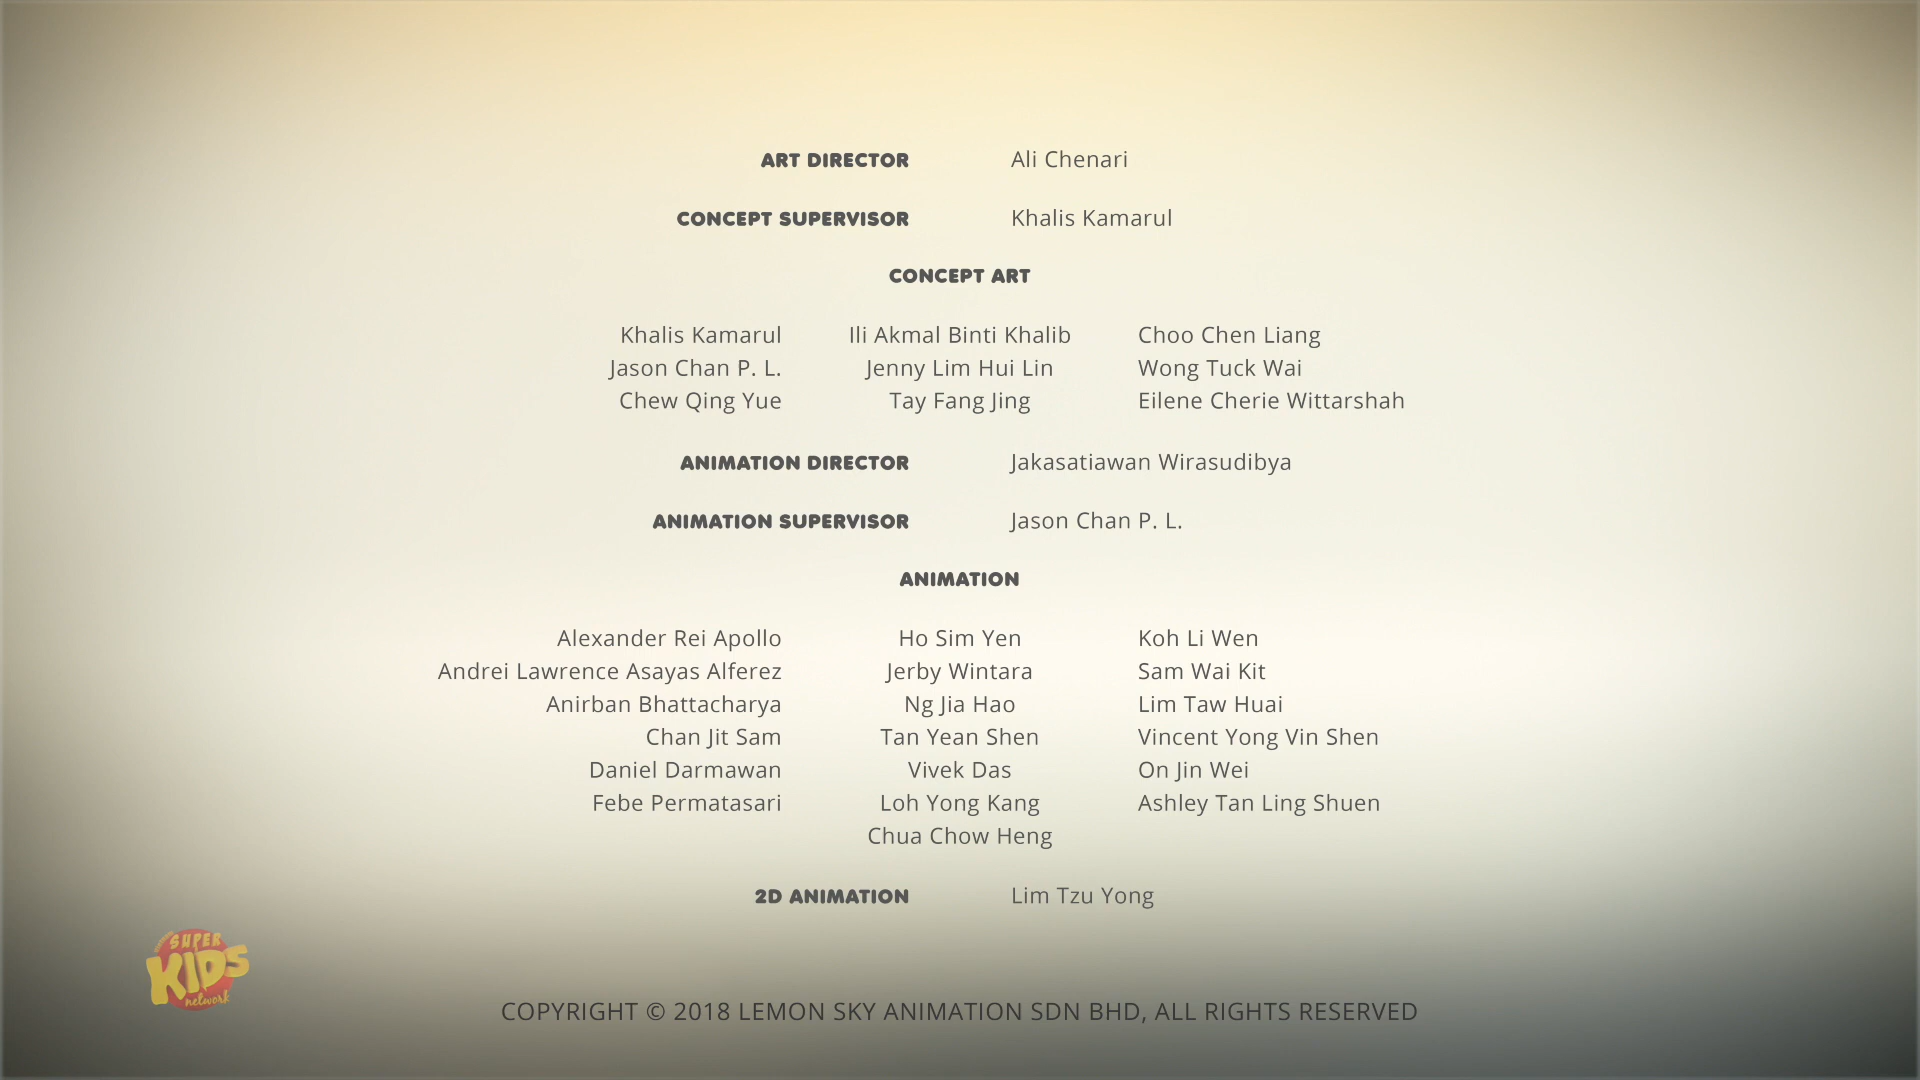 ART DIRECTOR Ali Chenari
CONCEPT SUPERVISOR Khalis Kamarul
CONCEPT ART
Khalis Kamarul Ili Akmal Binti Khalib Choo Chen Liang
Jason Chan P. L. Jenny Lim Hui Lin Wong Tuck Wai
Chew Qing Yue Tay Fang Jing Eilene Cherie Wittarshah
ANIMATION DIRECTOR Jakasatiawan Wirasudibya
ANIMATION SUPERVISOR Jason Chan P. L.
ANIMATION
Alexander Rei Apollo Ho Sim Yen Koh Li Wen
Andrei Lawrence Asayas Alferez Jerby Wintara Sam Wai Kit
Anirban Bhattacharya Ng Jia Hao Lim Taw Huai
Chan Jit Sam Tan Yean Shen Vincent Yong Vin Shen
Daniel Darmawan Vivek Das On Jin Wei
Febe Permatasari Loh Yong Kang Ashley Tan Ling Shuen
Chua Chow Heng
2D ANIMATION Lim Tzu Yong
SUPER
KIDS
network
COPYRIGHT © 2018 LEMON SKY ANIMATION SDN BHD, ALL RIGHTS RESERVED